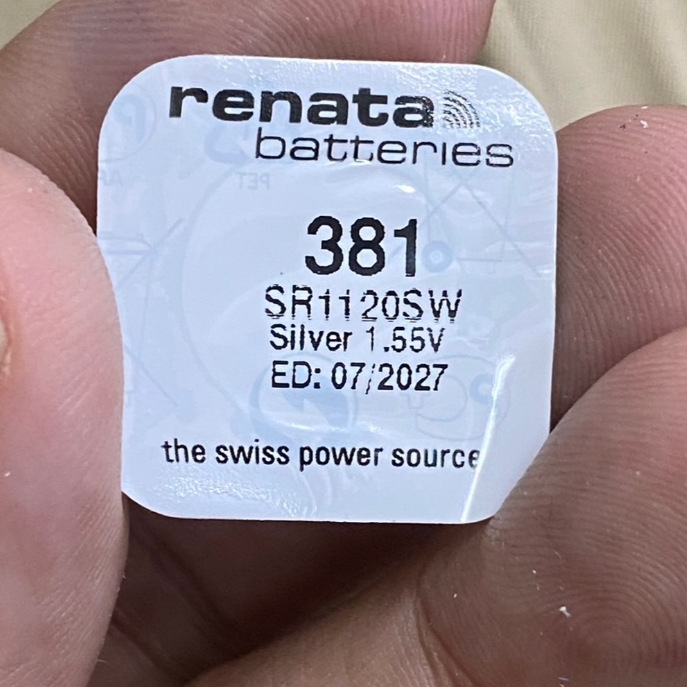 renata
batteries
381
SR1120SW
Silver 1.55V
ED: 07/2027
the swiss power source